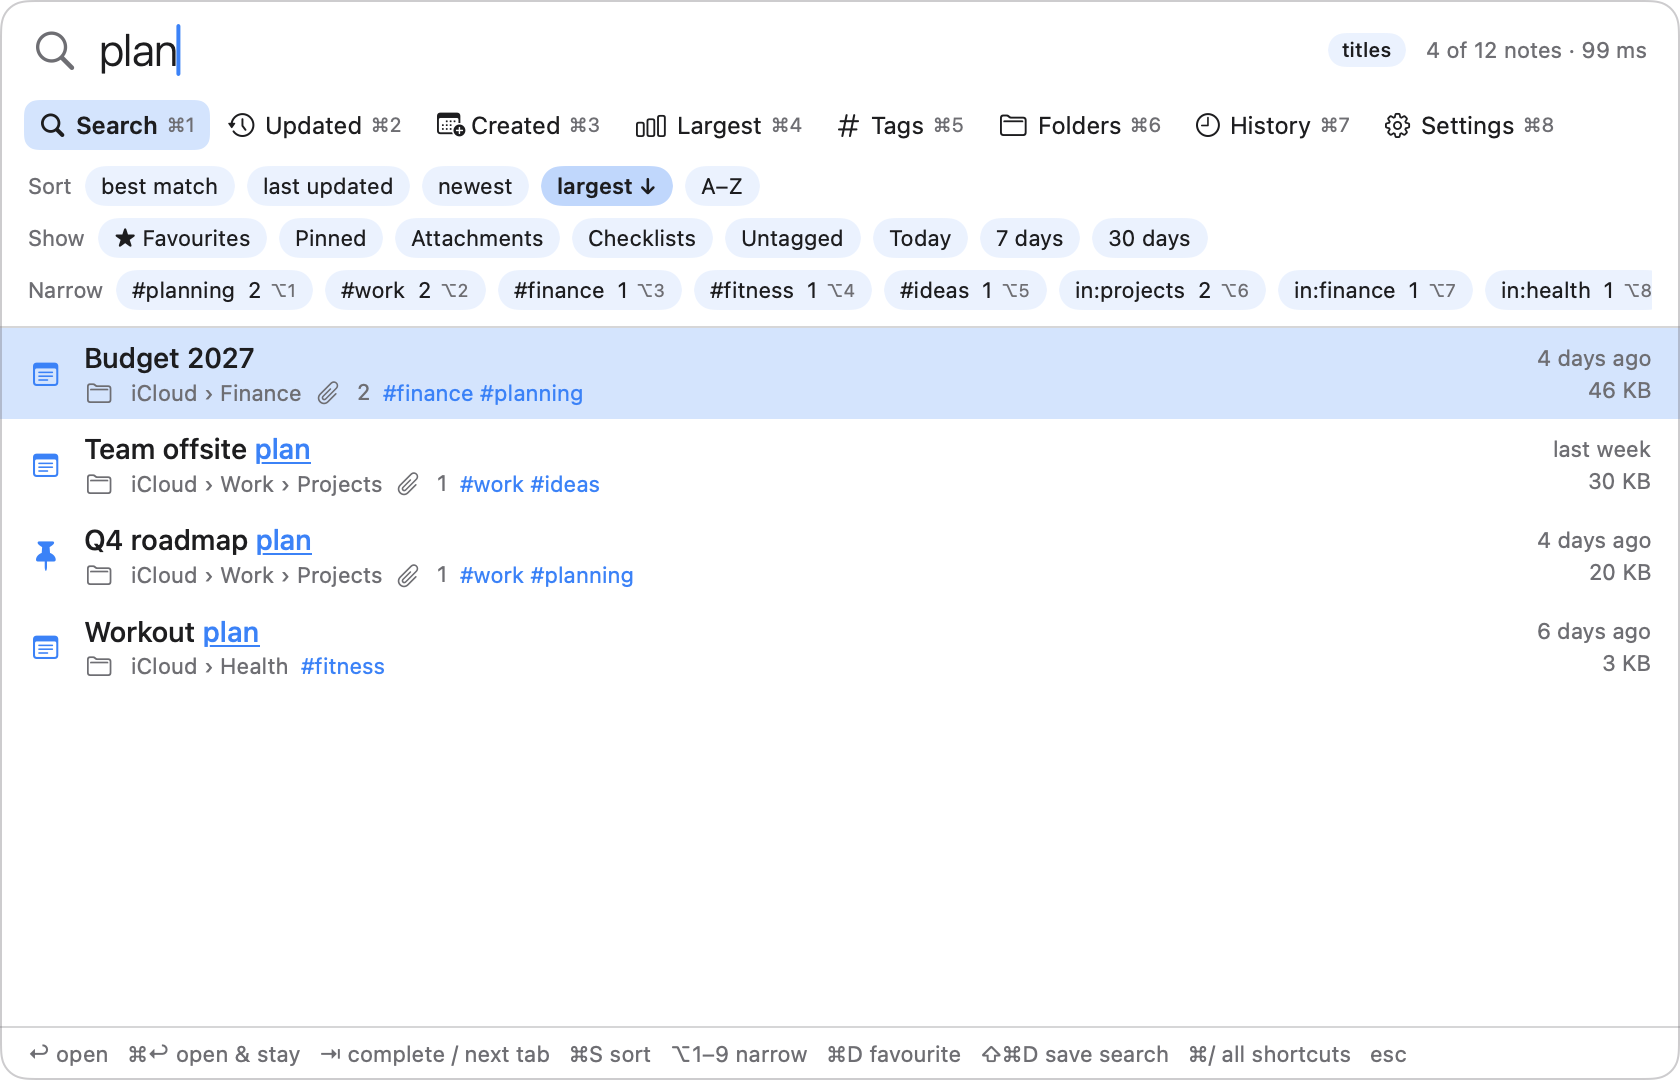 plan titles 4 of 12 notes · 99 ms
Search ⌘1 Updated ⌘2 Created ⌘3 Largest ⌘4 # Tags ⌘5 Folders ⌘6 History ⌘7 Settings ⌘8
Sort best match last updated newest largest ↓ A–Z
Show ★ Favourites Pinned Attachments Checklists Untagged Today 7 days 30 days
Narrow #planning 2 ⌥1 #work 2 ⌥2 #finance 1 ⌥3 #fitness 1 ⌥4 #ideas 1 ⌥5 in:projects 2 ⌥6 in:finance 1 ⌥7 in:health 1 ⌥8
Budget 2027 4 days ago
iCloud › Finance 2 #finance #planning 46 KB
Team offsite plan last week
iCloud › Work › Projects 1 #work #ideas 30 KB
Q4 roadmap plan 4 days ago
iCloud › Work › Projects 1 #work #planning 20 KB
Workout plan 6 days ago
iCloud › Health #fitness 3 KB
↩ open ⌘↩ open & stay ⇥ complete / next tab ⌘S sort ⌥1–9 narrow ⌘D favourite ⇧⌘D save search ⌘/ all shortcuts esc